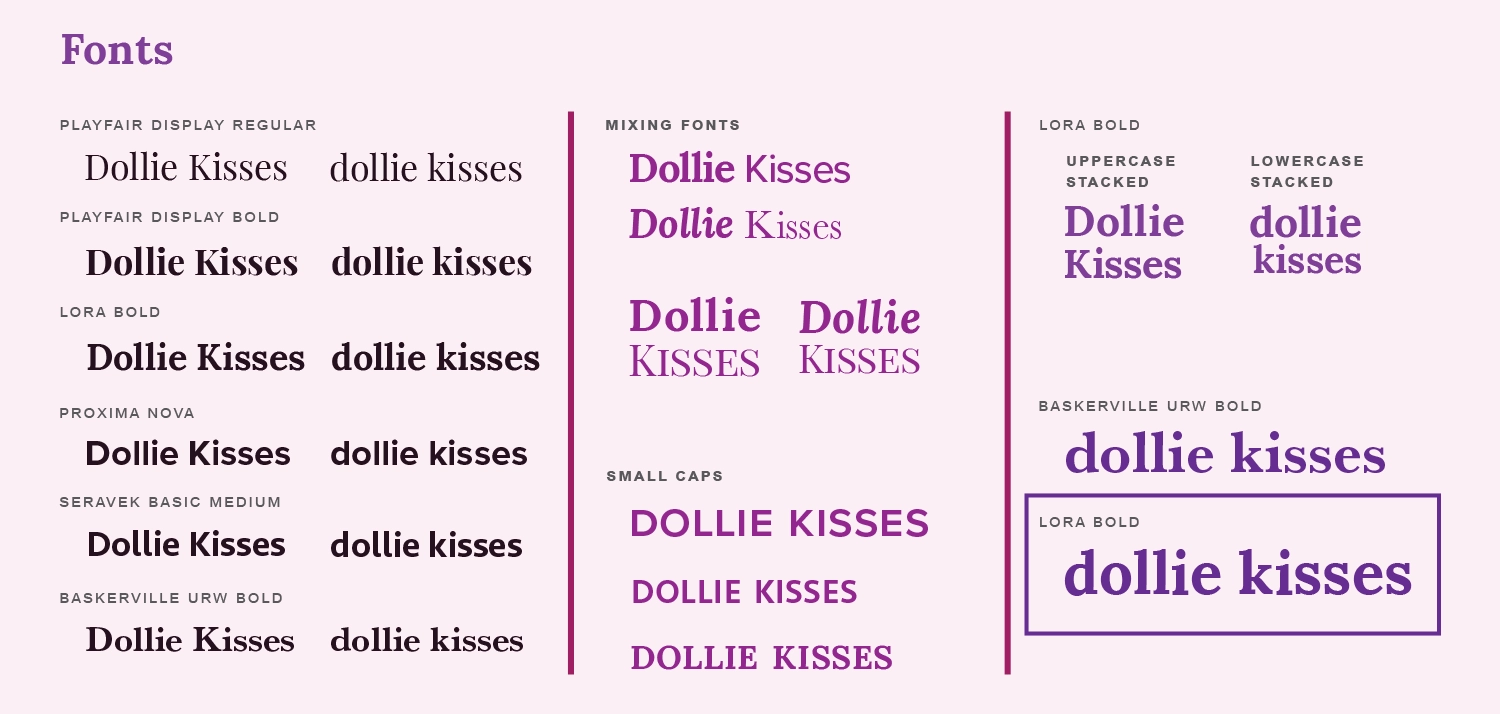 Fonts
PLAYFAIR DISPLAY REGULAR
Dollie Kisses dollie kisses
PLAYFAIR DISPLAY BOLD
Dollie Kisses dollie kisses
LORA BOLD
Dollie Kisses dollie kisses
PROXIMA NOVA
Dollie Kisses dollie kisses
SERAVEK BASIC MEDIUM
Dollie Kisses dollie kisses
BASKERVILLE URW BOLD
Dollie Kisses dollie kisses
MIXING FONTS
Dollie Kisses
Dollie Kisses
Dollie
KISSES
Dollie
KISSES
SMALL CAPS
DOLLIE KISSES
DOLLIE KISSES
DOLLIE KISSES
LORA BOLD
UPPERCASE
STACKED
Dollie
Kisses
LOWERCASE
STACKED
dollie
kisses
BASKERVILLE URW BOLD
dollie kisses
LORA BOLD
dollie kisses